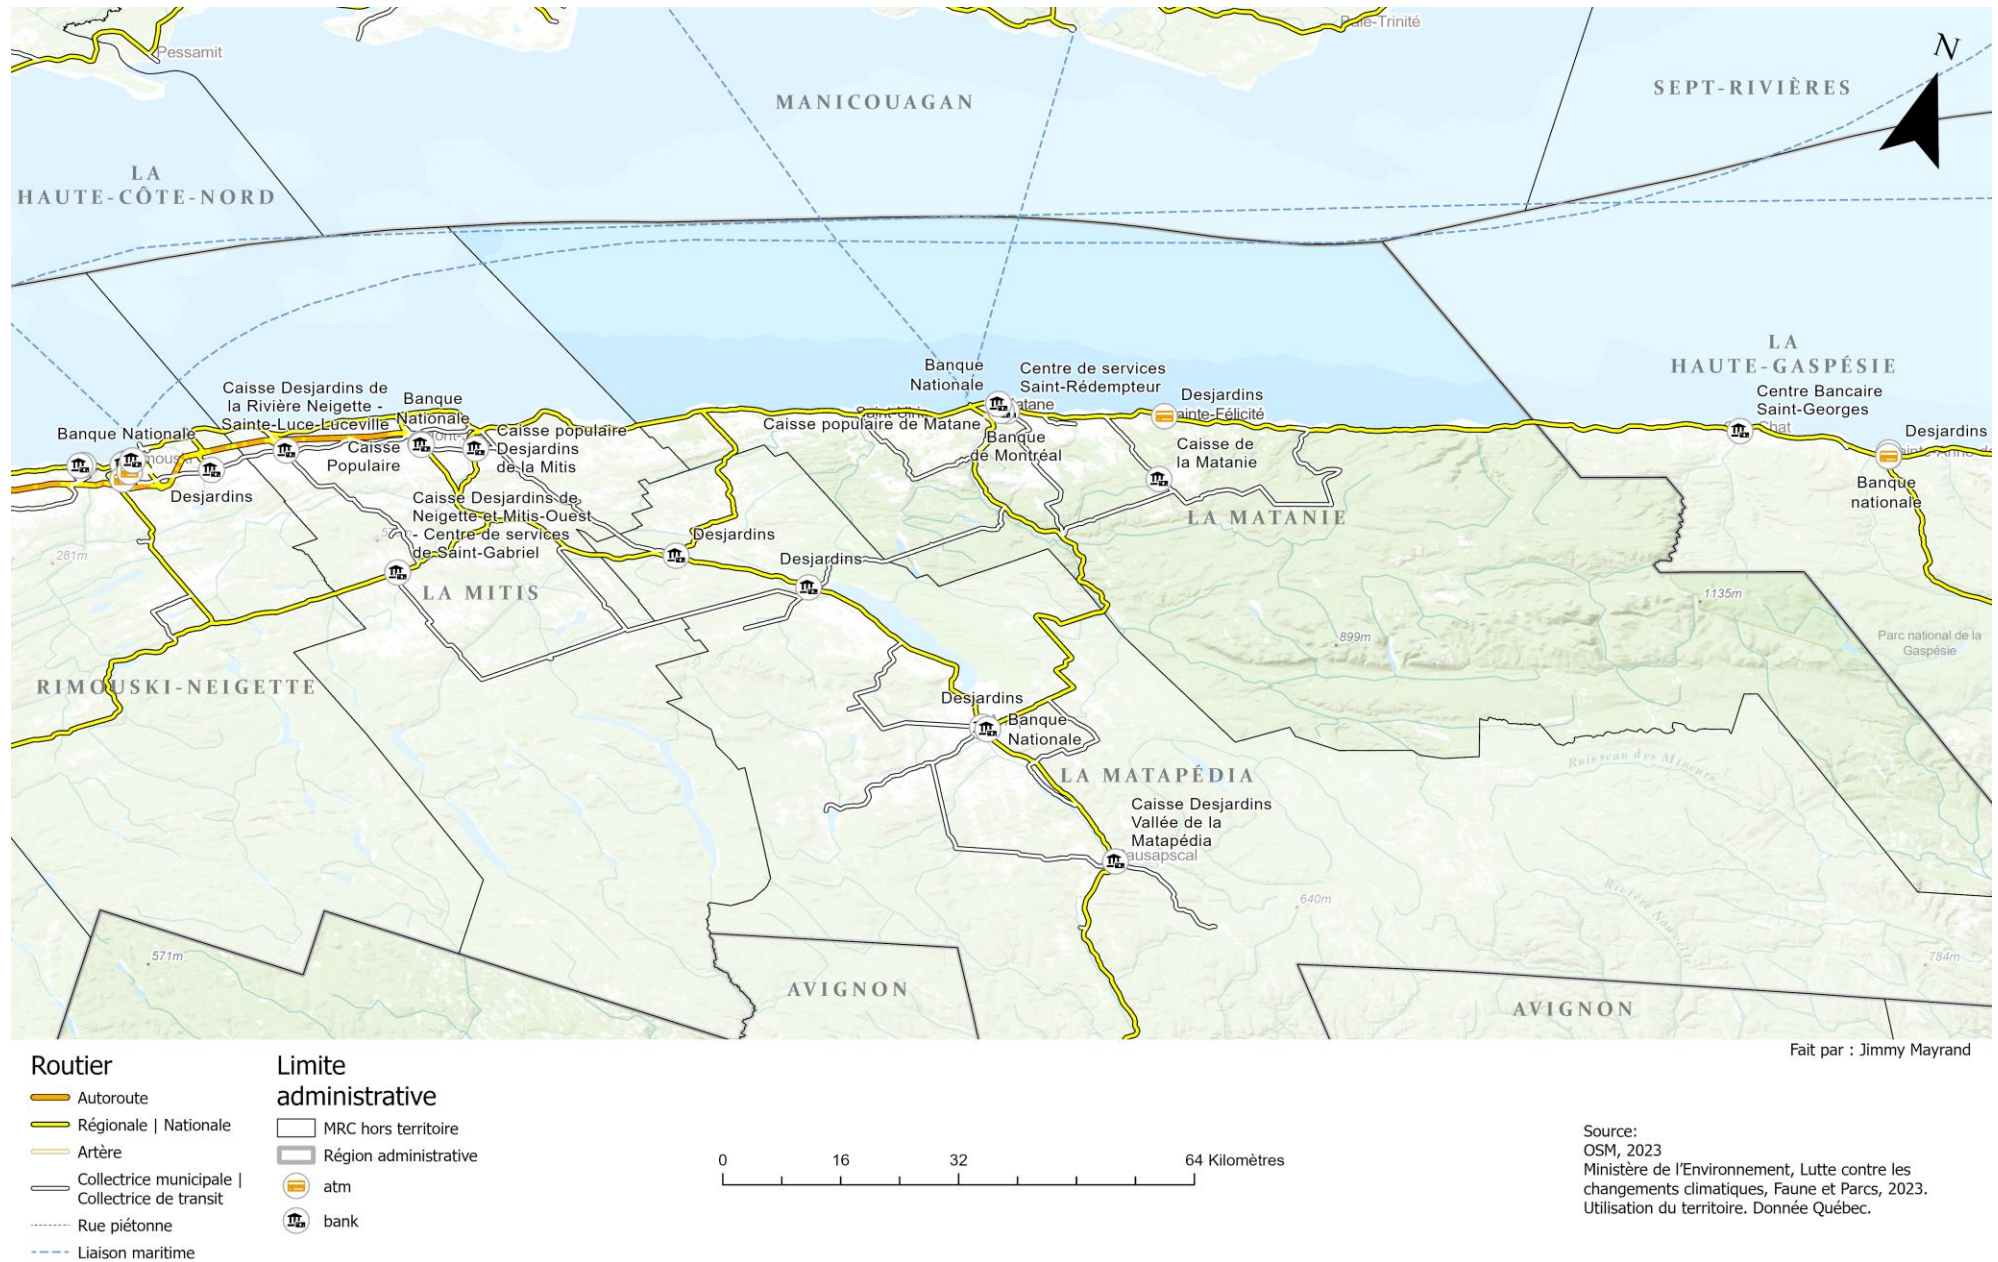 Pessamit
Baie-Trinité
N
MANICOUAGAN
SEPT-RIVIÈRES
LA
HAUTE-CÔTE-NORD
LA
HAUTE-GASPÉSIE
Caisse Desjardins de
la Rivière Neigette -
Sainte-Luce-Luceville
Banque
Nationale
Banque
Nationale
Centre de services
Saint-Rédempteur
Desjardins
Centre Bancaire
Saint-Georges
Banque Nationale
Caisse
Populaire
Caisse populaire
Desjardins
de la Mitis
Caisse populaire de Matane
Banque
de Montréal
Caisse de
la Matanie
Desjardins
Banque
nationale
Desjardins
Caisse Desjardins de
Neigette-et-Mitis-Ouest
- Centre de services
de Saint-Gabriel
Desjardins
Desjardins
LA MATANIE
281m
LA MITIS
1135m
899m
Parc national de la
Gaspésie
RIMOUSKI-NEIGETTE
Desjardins
Banque
Nationale
Ruisseau des Mineurs
LA MATAPÉDIA
Caisse Desjardins
Vallée de la
Matapédia
640m
571m
784m
AVIGNON
AVIGNON
Fait par : Jimmy Mayrand
Routier
Autoroute
Régionale | Nationale
Artère
Collectrice municipale |
Collectrice de transit
Rue piétonne
Liaison maritime
Limite
administrative
MRC hors territoire
Région administrative
atm
bank
0 16 32 64 Kilomètres
Source:
OSM, 2023
Ministère de l'Environnement, Lutte contre les
changements climatiques, Faune et Parcs, 2023.
Utilisation du territoire. Donnée Québec.